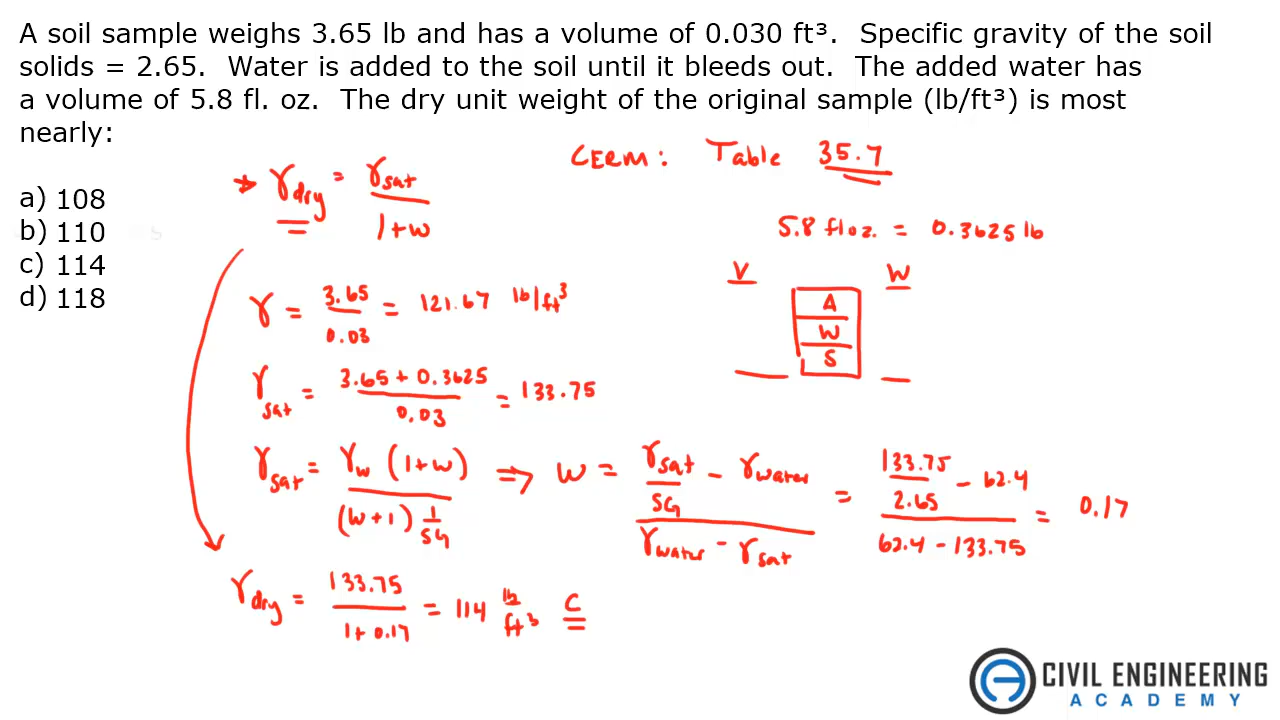 A soil sample weighs 3.65 lb and has a volume of 0.030 ft³. Specific gravity of the soil
solids = 2.65. Water is added to the soil until it bleeds out. The added water has
a volume of 5.8 fl. oz. The dry unit weight of the original sample (lb/ft³) is most
nearly:
CERM: Table 35.7
a) 108
b) 110
c) 114
d) 118
γdry = γsat / 1+w
5.8 fl oz. = 0.3625 lb
V W
A
W
S
γ = 3.65 / 0.03 = 121.67 lb/ft³
γsat = 3.65 + 0.3625 / 0.03 = 133.75
γsat = γw (1+w) / (w+1) 1/SG ⇒ w = γsat/SG - γwater / γwater - γsat = 133.75/2.65 - 62.4 / 62.4 - 133.75 = 0.17
γdry = 133.75 / 1+0.17 = 114 lb/ft³ C
CIVIL ENGINEERING
ACADEMY